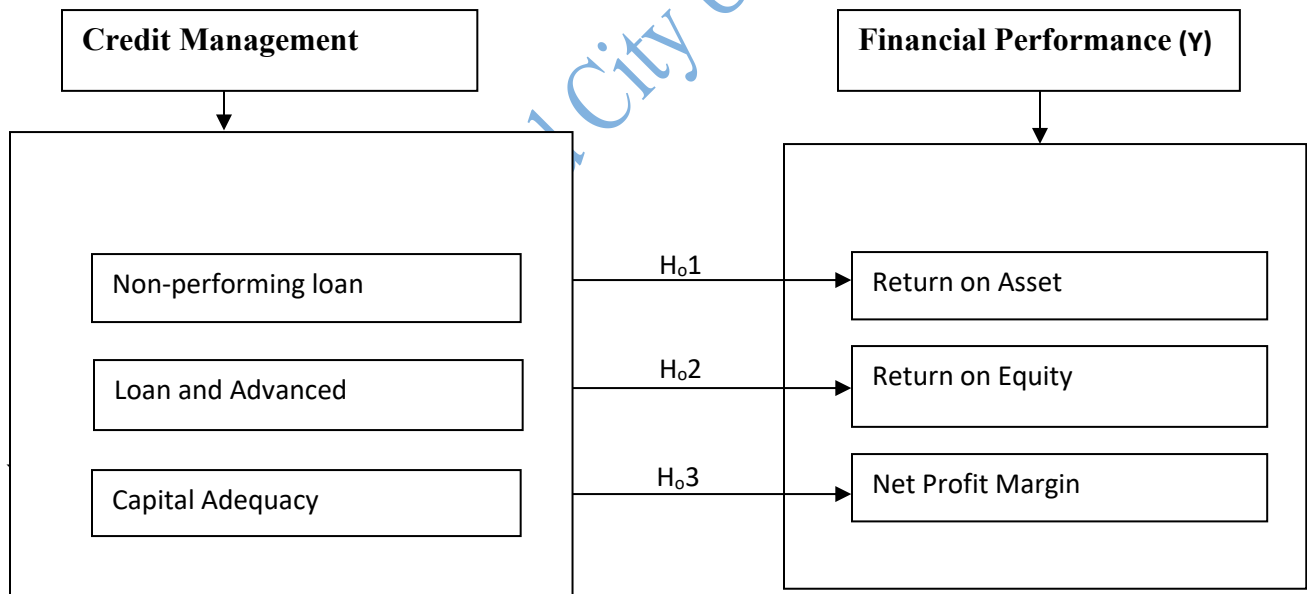 Credit Management
Financial Performance (Y)
City
Non-performing loan
Hₒ1
Return on Asset
Loan and Advanced
Hₒ2
Return on Equity
Capital Adequacy
Hₒ3
Net Profit Margin